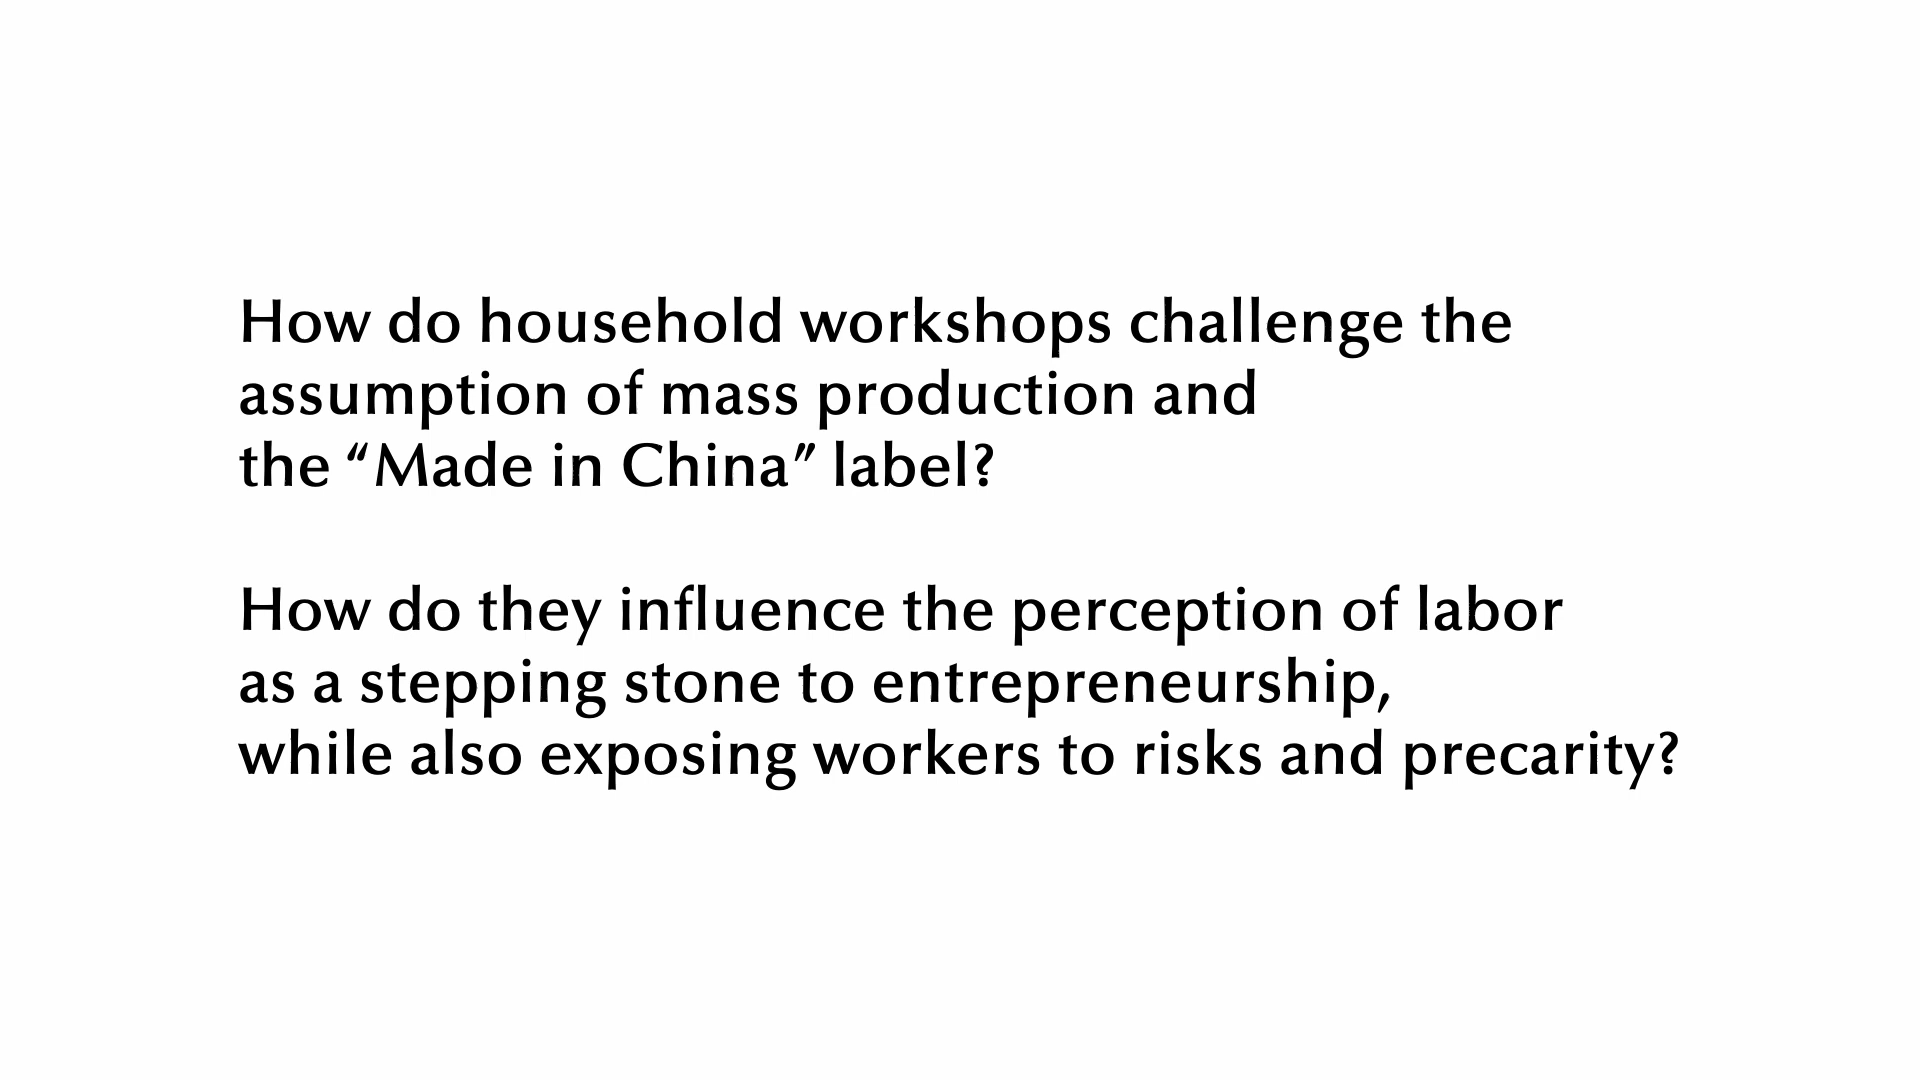 How do household workshops challenge the
assumption of mass production and
the “Made in China” label?
How do they influence the perception of labor
as a stepping stone to entrepreneurship,
while also exposing workers to risks and precarity?